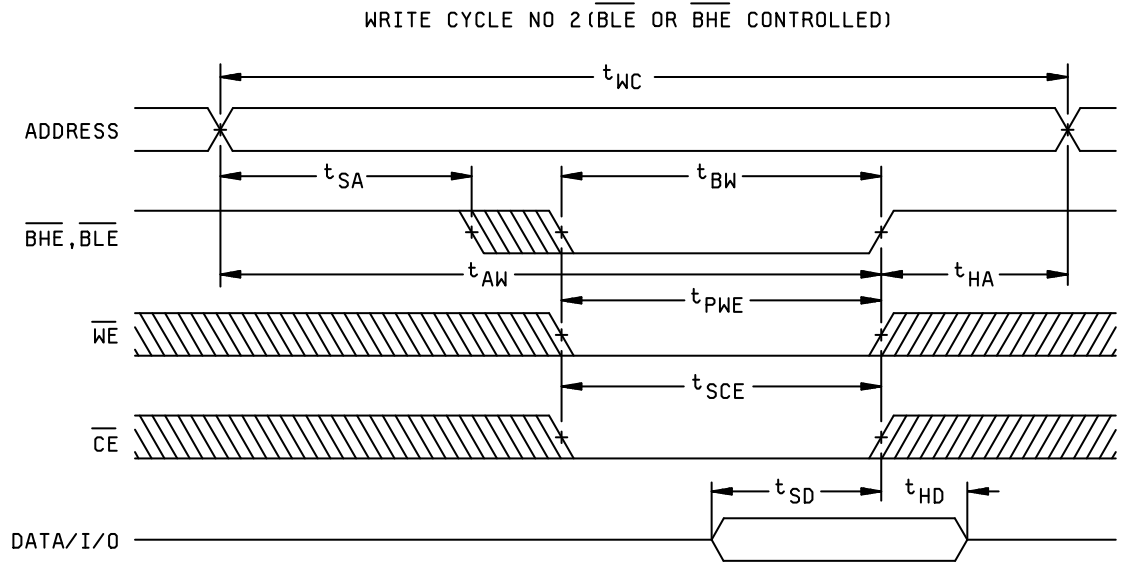 WRITE CYCLE NO 2(BLE OR BHE CONTROLLED)
tWC
ADDRESS
tSA
tBW
BHE,BLE
tAW
tHA
tPWE
WE
tSCE
CE
tSD
tHD
DATA/I/O